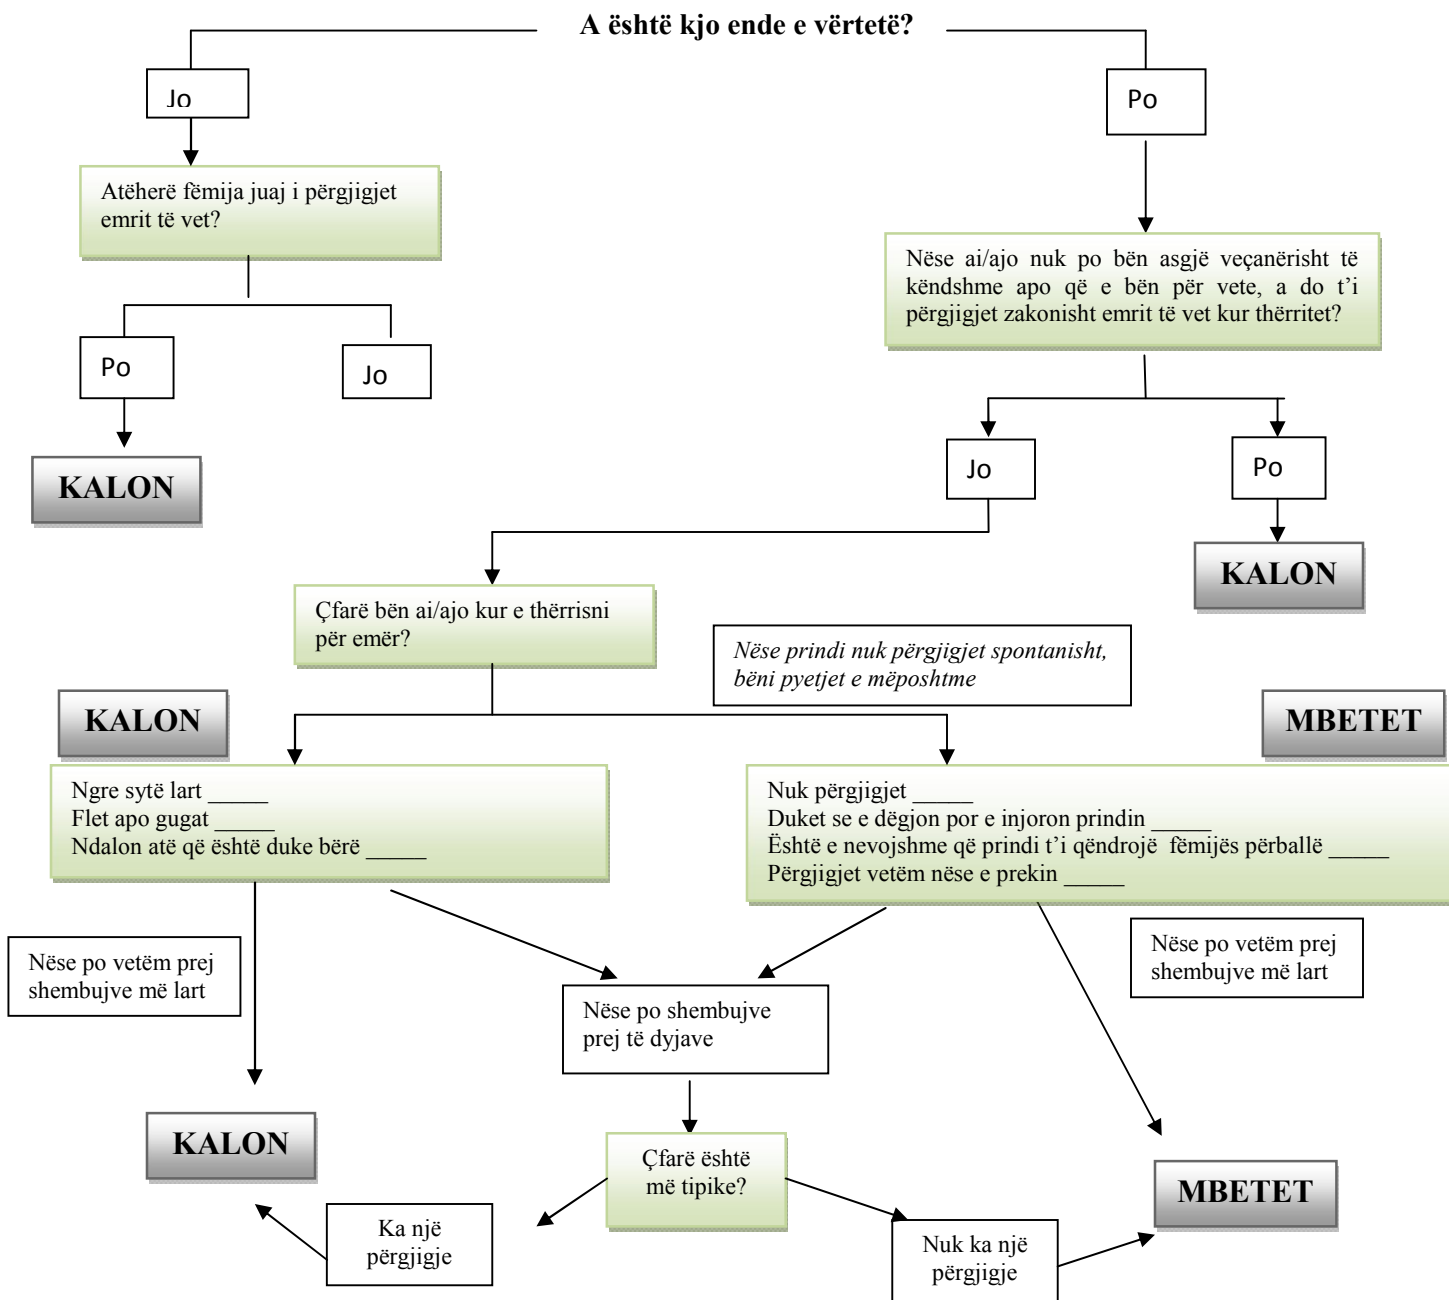 A është kjo ende e vërtetë?
Jo
Po
Atëherë fëmija juaj i përgjigjet
emrit të vet?
Nëse ai/ajo nuk po bën asgjë veçanërisht të
këndshme apo që e bën për vete, a do t’i
përgjigjet zakonisht emrit të vet kur thërritet?
Po
Jo
KALON
Jo
Po
KALON
Çfarë bën ai/ajo kur e thërrisni
për emër?
Nëse prindi nuk përgjigjet spontanisht,
bëni pyetjet e mëposhtme
KALON
MBETET
Ngre sytë lart _____
Flet apo gugat _____
Ndalon atë që është duke bërë _____
Nuk përgjigjet _____
Duket se e dëgjon por e injoron prindin _____
Është e nevojshme që prindi t’i qëndrojë fëmijës përballë _____
Përgjigjet vetëm nëse e prekin _____
Nëse po vetëm prej
shembujve më lart
Nëse po shembujve
prej të dyjave
Nëse po vetëm prej
shembujve më lart
KALON
Çfarë është
më tipike?
MBETET
Ka një
përgjigje
Nuk ka një
përgjigje